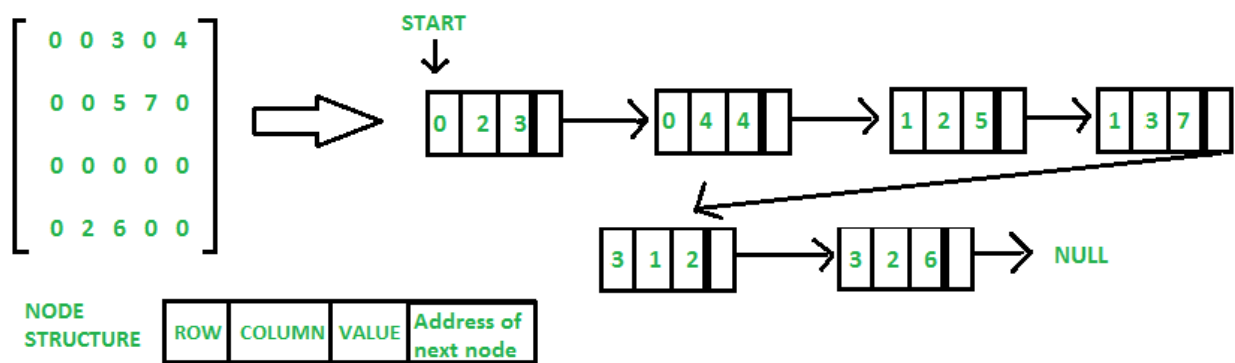 START
0 0 3 0 4
0 0 5 7 0
0 0 0 0 0
0 2 6 0 0
0 2 3
0 4 4
1 2 5
1 3 7
3 1 2
3 2 6
NULL
NODE
STRUCTURE
ROW
COLUMN
VALUE
Address of
next node